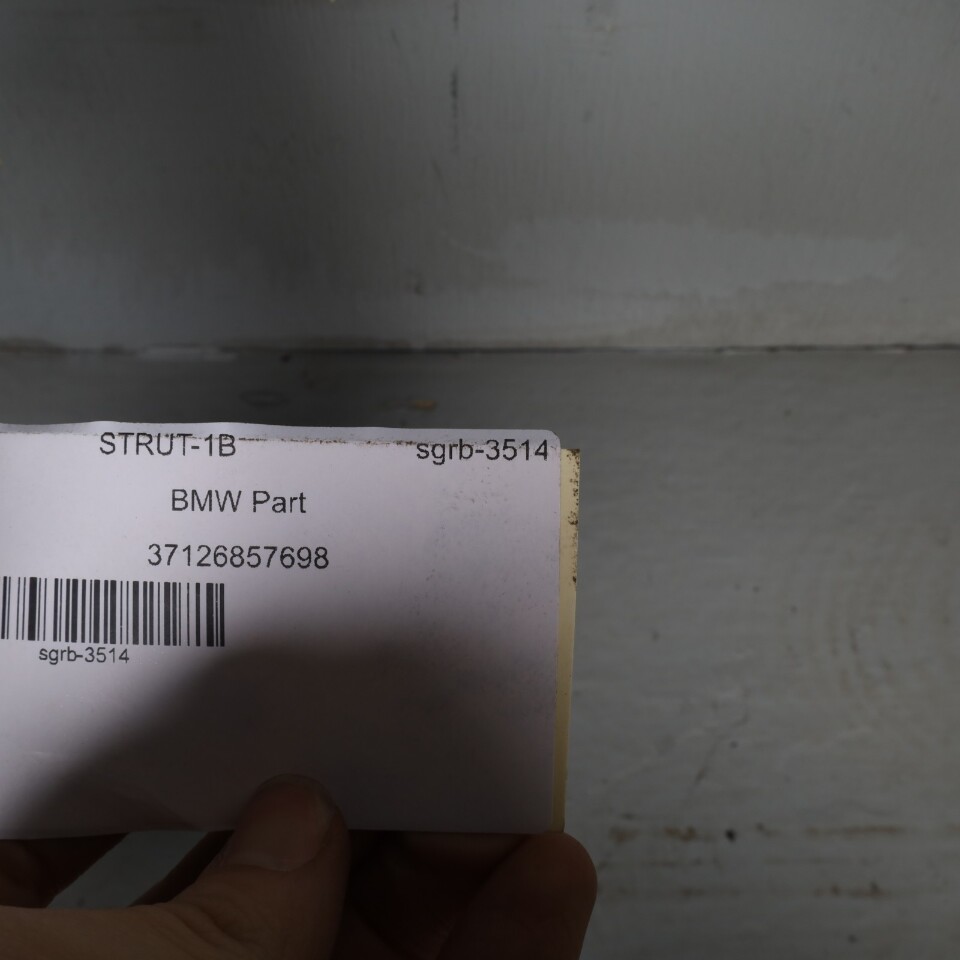 STRUT-1B sgrb-3514
BMW Part
37126857698
sgrb-3514